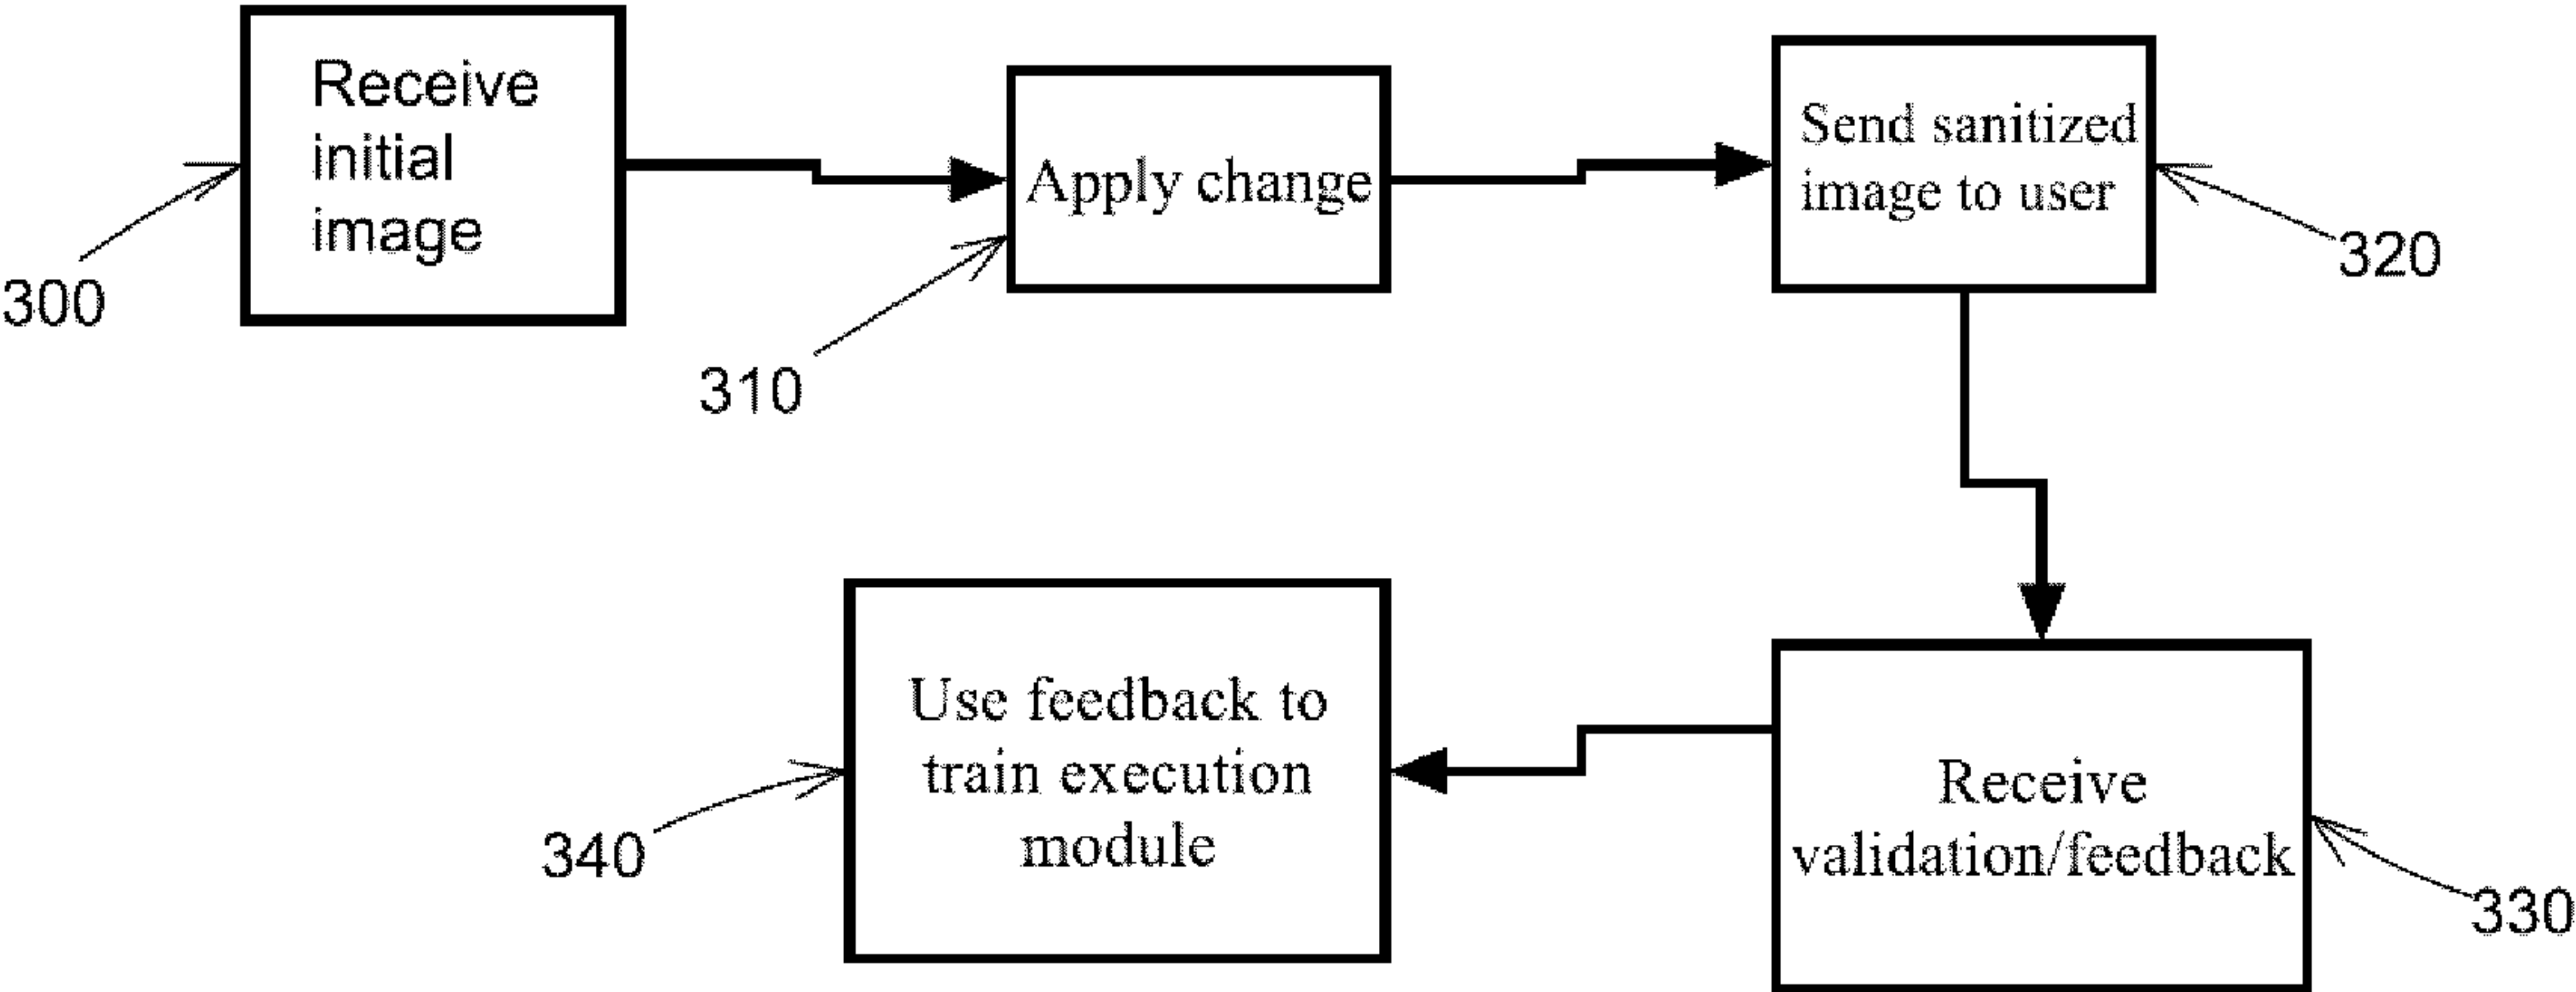 Receive
initial
image
300
Apply change
310
Send sanitized
image to user
320
Receive
validation/feedback
330
Use feedback to
train execution
module
340